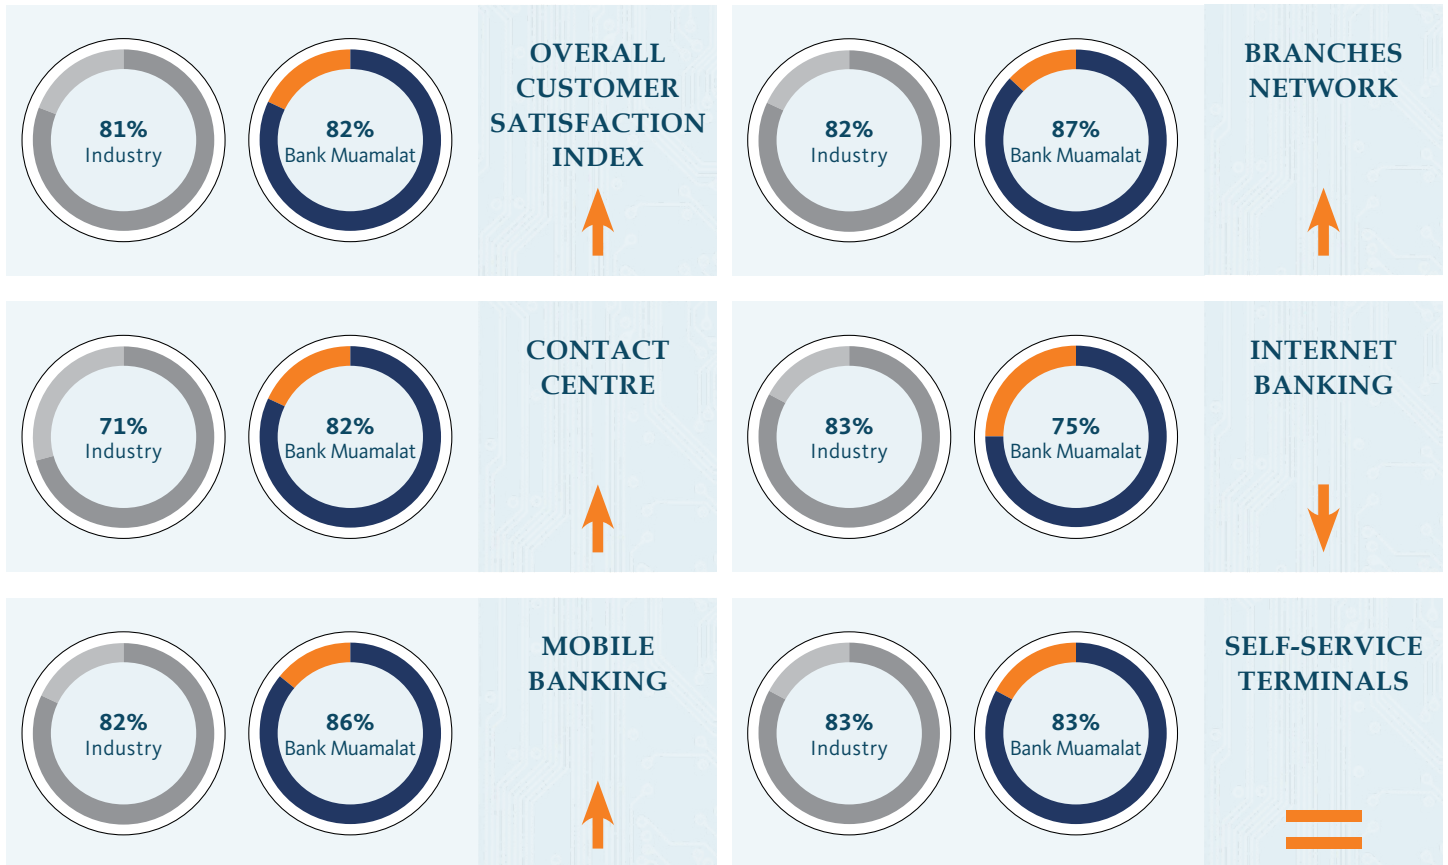 81%
Industry
82%
Bank Muamalat
OVERALL
CUSTOMER
SATISFACTION
INDEX
82%
Industry
87%
Bank Muamalat
BRANCHES
NETWORK
71%
Industry
82%
Bank Muamalat
CONTACT
CENTRE
83%
Industry
75%
Bank Muamalat
INTERNET
BANKING
82%
Industry
86%
Bank Muamalat
MOBILE
BANKING
83%
Industry
83%
Bank Muamalat
SELF-SERVICE
TERMINALS